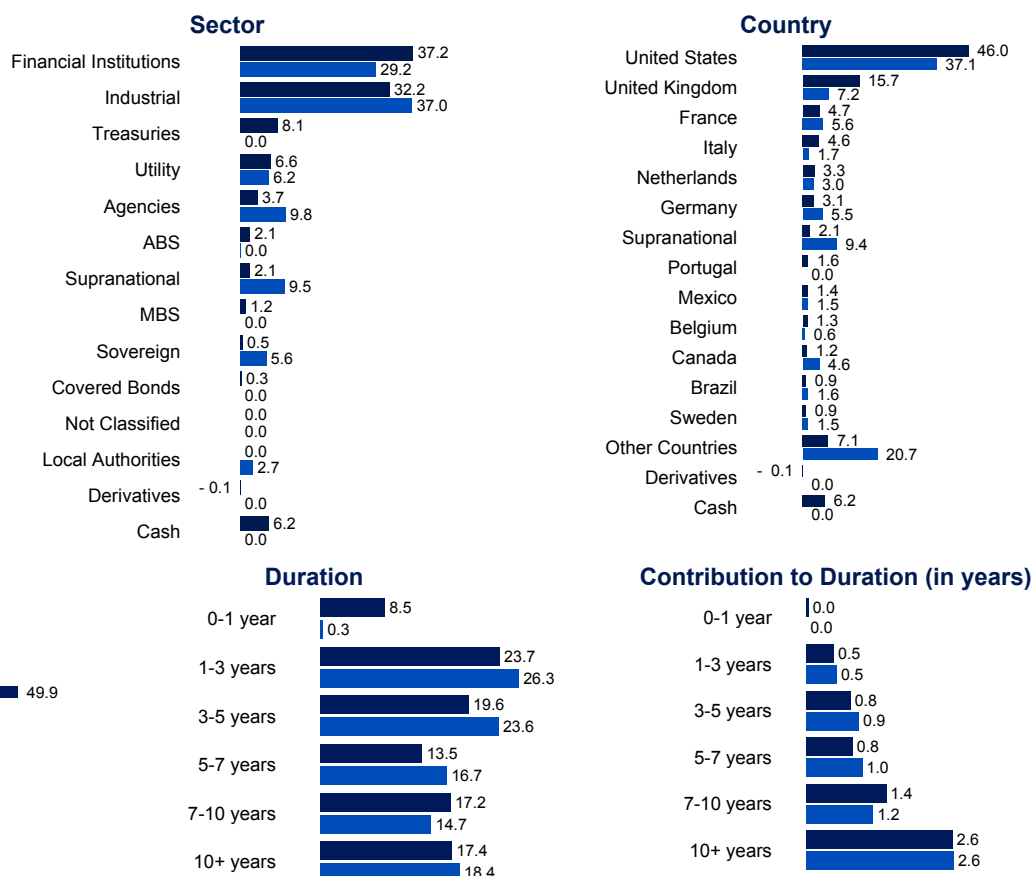 Sector
Financial Institutions 37.2
29.2
Industrial 32.2
37.0
Treasuries 8.1
0.0
Utility 6.6
6.2
Agencies 3.7
9.8
ABS 2.1
0.0
Supranational 2.1
9.5
MBS 1.2
0.0
Sovereign 0.5
5.6
Covered Bonds 0.3
0.0
Not Classified 0.0
0.0
Local Authorities 0.0
2.7
Derivatives - 0.1
0.0
Cash 6.2
0.0
Country
United States 46.0
37.1
United Kingdom 15.7
7.2
France 4.7
5.6
Italy 4.6
1.7
Netherlands 3.3
3.0
Germany 3.1
5.5
Supranational 2.1
9.4
Portugal 1.6
0.0
Mexico 1.4
1.5
Belgium 1.3
0.6
Canada 1.2
4.6
Brazil 0.9
1.6
Sweden 0.9
1.5
Other Countries 7.1
20.7
Derivatives - 0.1
0.0
Cash 6.2
0.0
49.9
Duration
0-1 year 8.5
0.3
1-3 years 23.7
26.3
3-5 years 19.6
23.6
5-7 years 13.5
16.7
7-10 years 17.2
14.7
10+ years 17.4
18.4
Contribution to Duration (in years)
0-1 year 0.0
0.0
1-3 years 0.5
0.5
3-5 years 0.8
0.9
5-7 years 0.8
1.0
7-10 years 1.4
1.2
10+ years 2.6
2.6